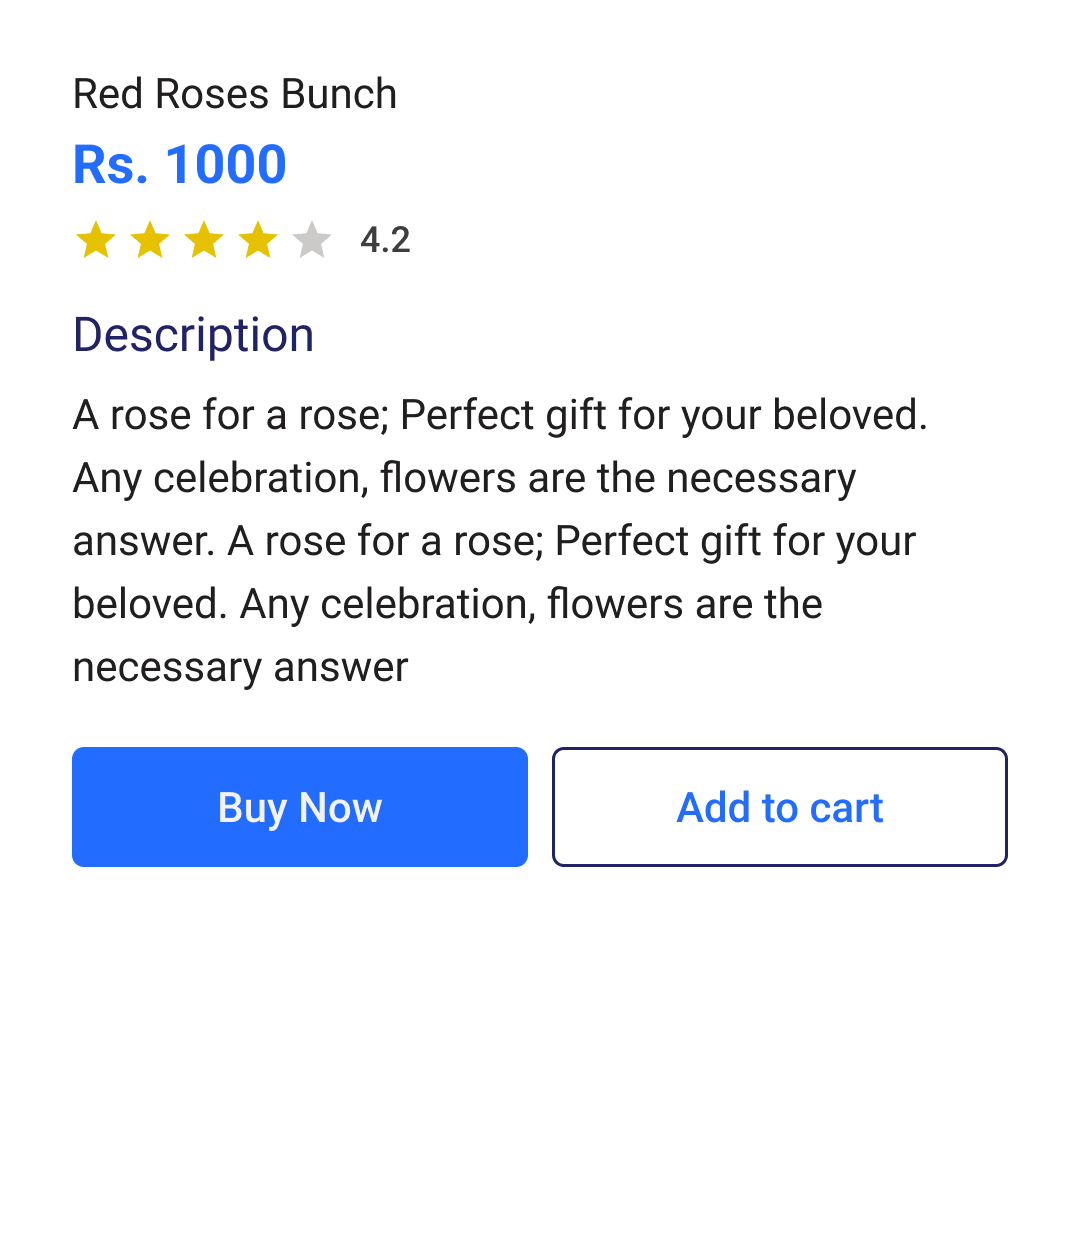 Red Roses Bunch
Rs. 1000
4.2
Description
A rose for a rose; Perfect gift for your beloved.
Any celebration, flowers are the necessary
answer. A rose for a rose; Perfect gift for your
beloved. Any celebration, flowers are the
necessary answer
Buy Now
Add to cart